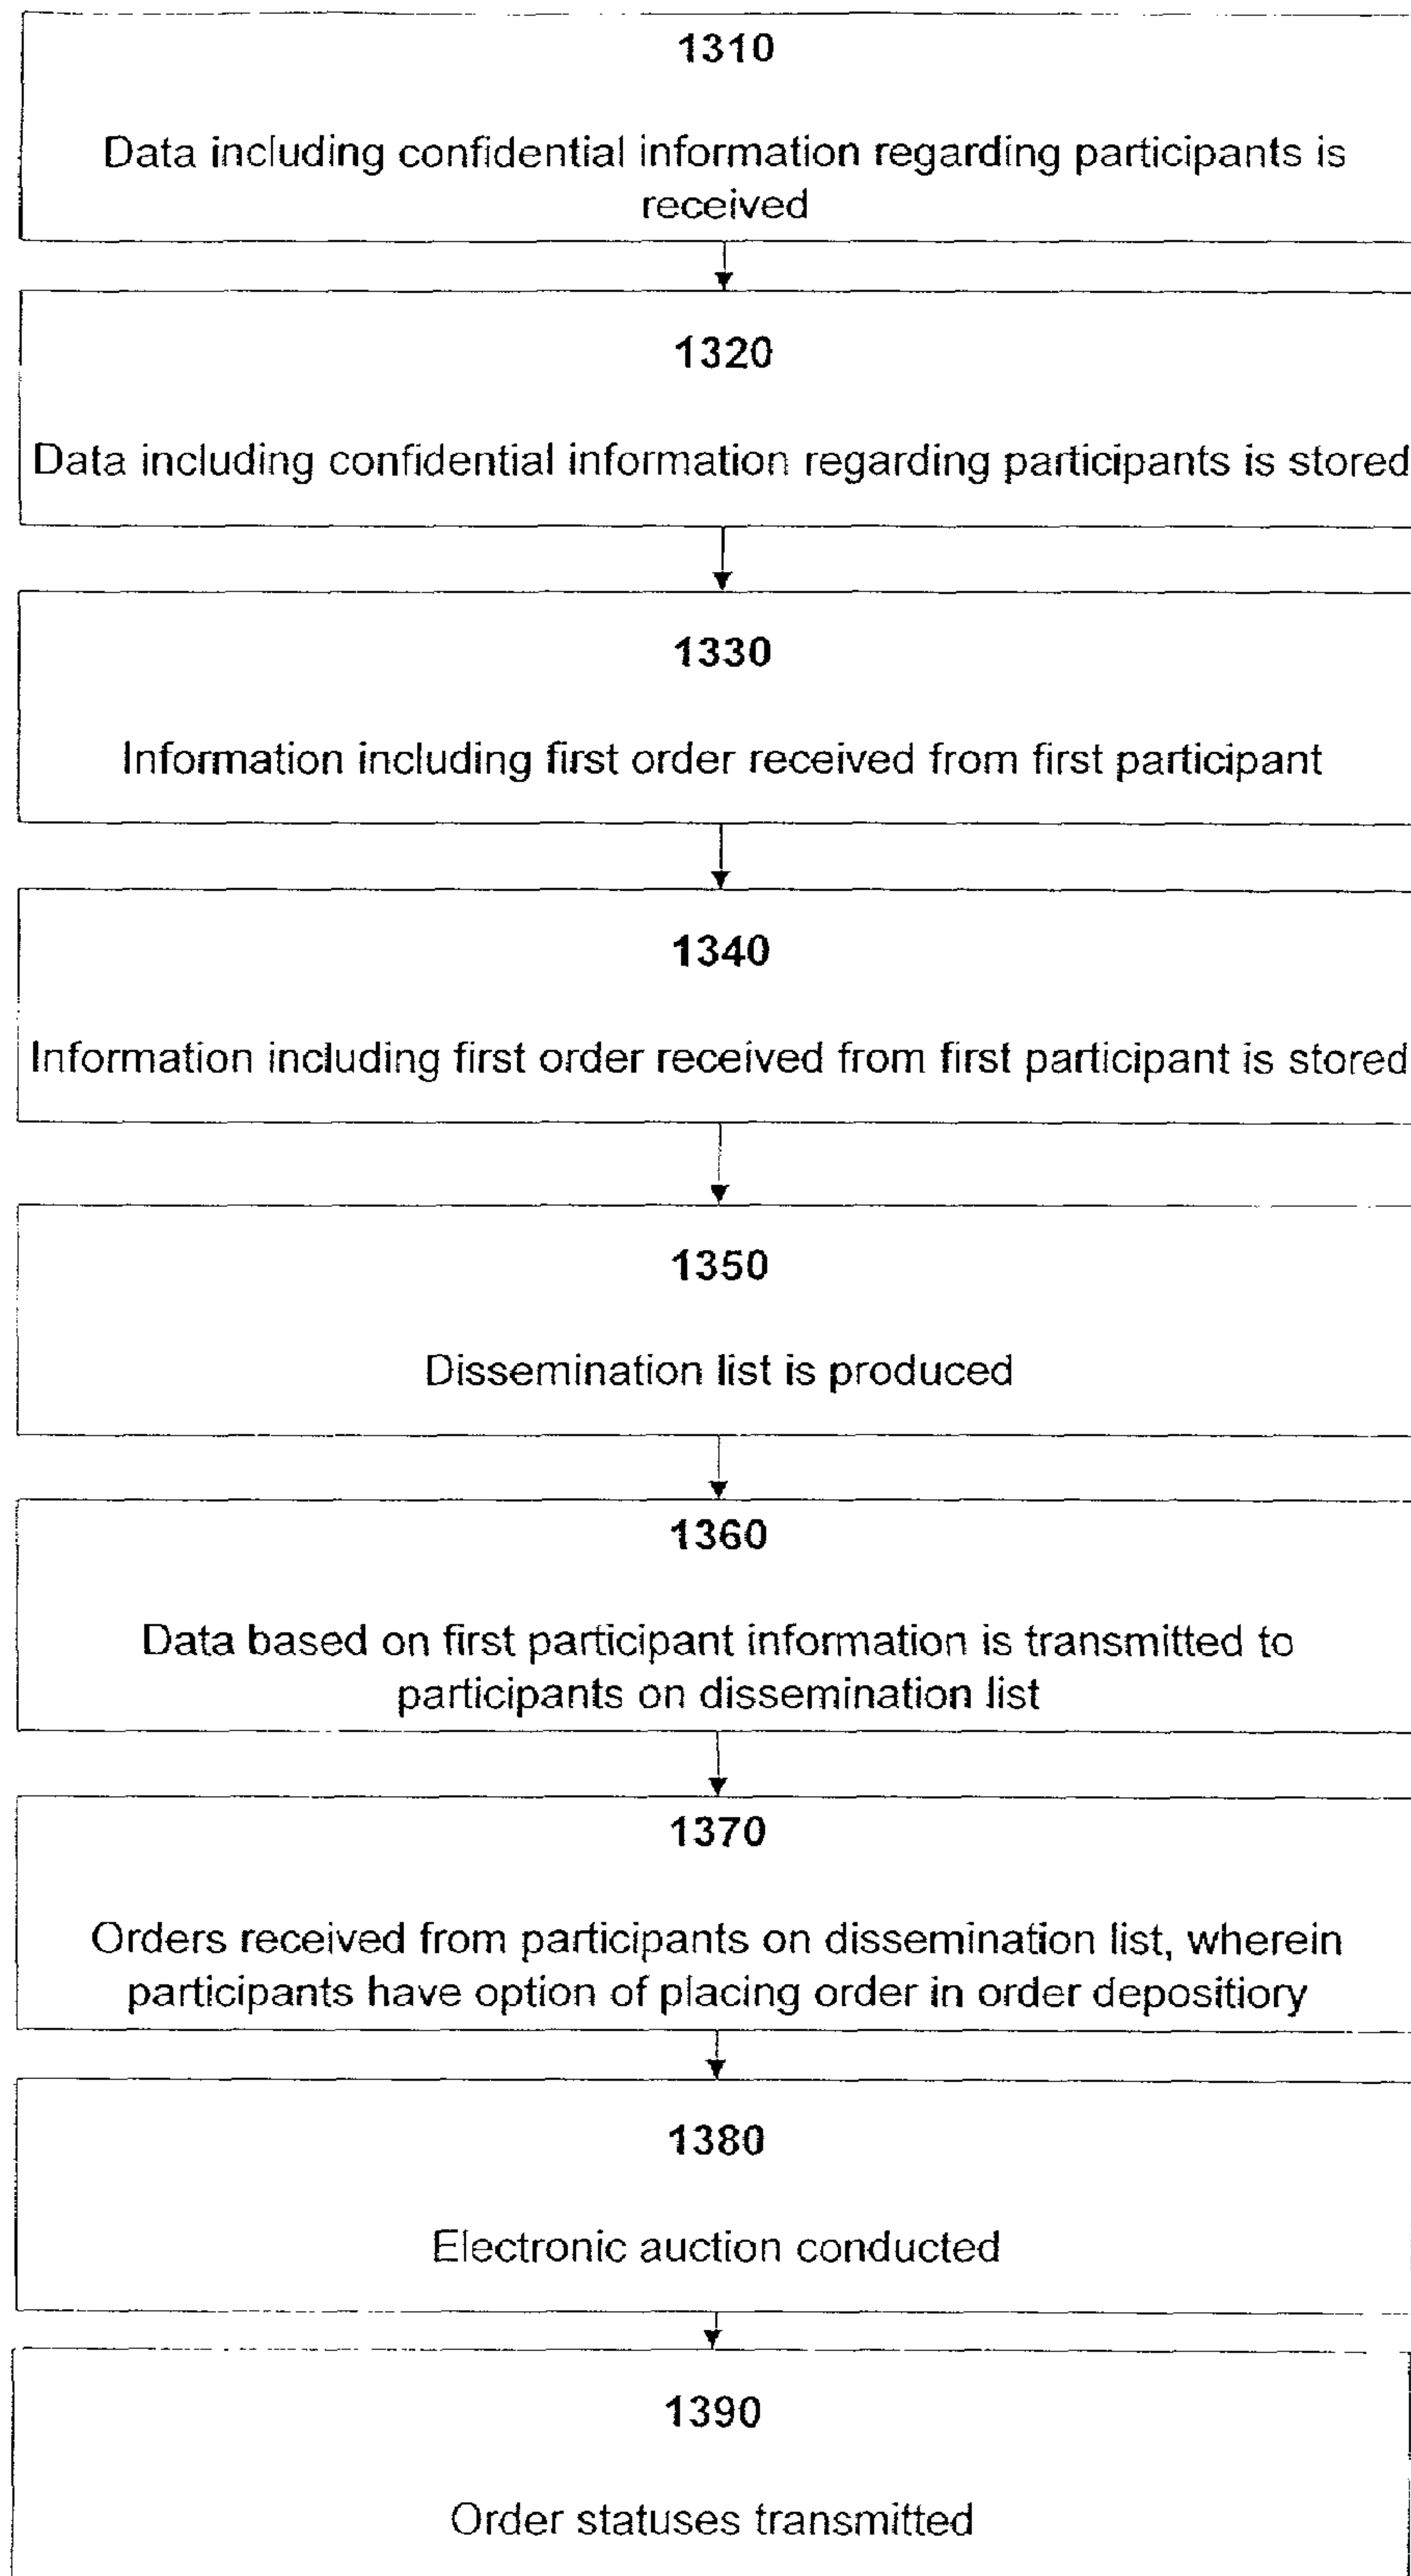 1310
Data including confidential information regarding participants is
received
1320
Data including confidential information regarding participants is stored
1330
Information including first order received from first participant
1340
Information including first order received from first participant is stored
1350
Dissemination list is produced
1360
Data based on first participant information is transmitted to
participants on dissemination list
1370
Orders received from participants on dissemination list, wherein
participants have option of placing order in order depositiory
1380
Electronic auction conducted
1390
Order statuses transmitted